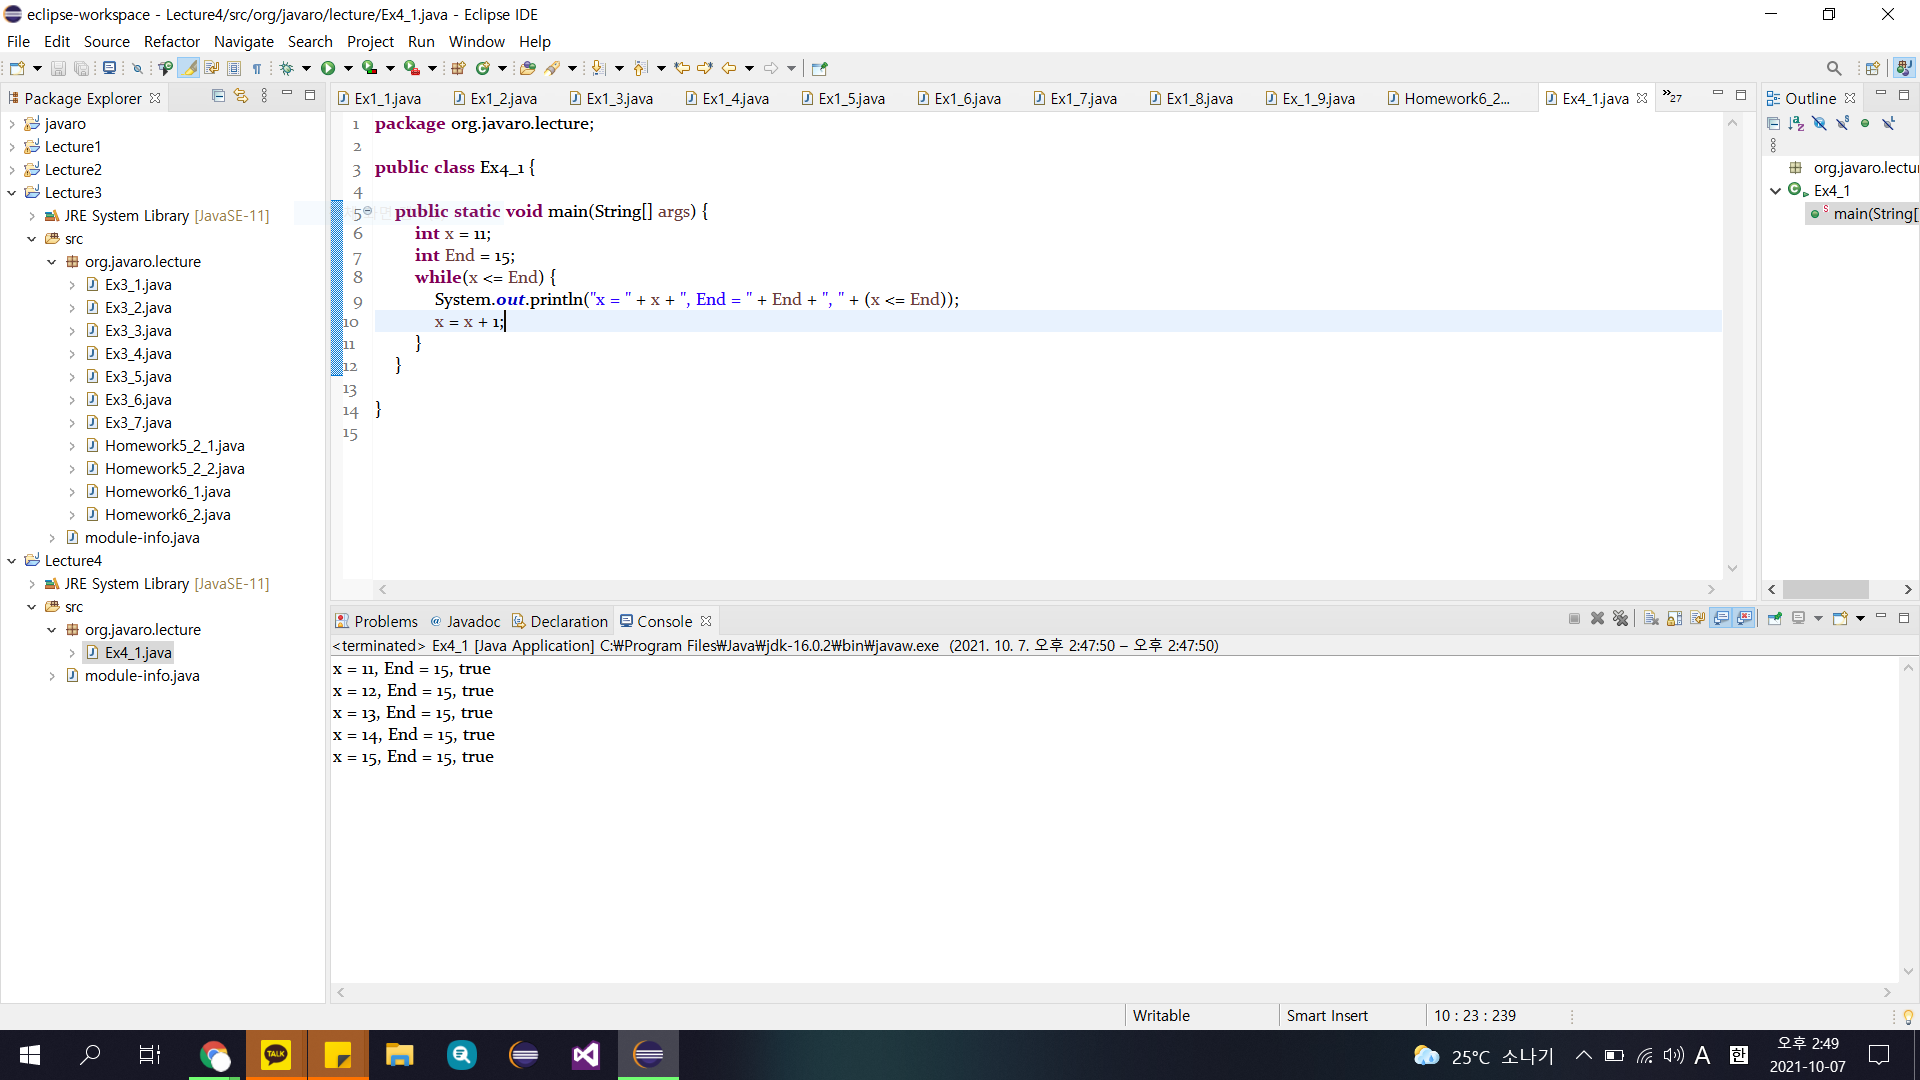 eclipse-workspace - Lecture4/src/org/javaro/lecture/Ex4_1.java - Eclipse IDE
File Edit Source Refactor Navigate Search Project Run Window Help
Package Explorer
javaro
Lecture1
Lecture2
Lecture3
JRE System Library [JavaSE-11]
src
org.javaro.lecture
Ex3_1.java
Ex3_2.java
Ex3_3.java
Ex3_4.java
Ex3_5.java
Ex3_6.java
Ex3_7.java
Homework5_2_1.java
Homework5_2_2.java
Homework6_1.java
Homework6_2.java
module-info.java
Lecture4
JRE System Library [JavaSE-11]
src
org.javaro.lecture
Ex4_1.java
module-info.java
Ex1_1.java Ex1_2.java Ex1_3.java Ex1_4.java Ex1_5.java Ex1_6.java Ex1_7.java Ex1_8.java Ex_1_9.java Homework6_2... Ex4_1.java »27
1 package org.javaro.lecture;
2
3 public class Ex4_1 {
4
5 public static void main(String[] args) {
6 int x = 11;
7 int End = 15;
8 while(x <= End) {
9 System.out.println("x = " + x + ", End = " + End + ", " + (x <= End));
10 x = x + 1;
11 }
12 }
13
14 }
15
Outline
org.javaro.lectur
Ex4_1
main(String[
Problems @ Javadoc Declaration Console
<terminated> Ex4_1 [Java Application] C:₩Program Files₩Java₩jdk-16.0.2₩bin₩javaw.exe (2021. 10. 7. 오후 2:47:50 – 오후 2:47:50)
x = 11, End = 15, true
x = 12, End = 15, true
x = 13, End = 15, true
x = 14, End = 15, true
x = 15, End = 15, true
Writable Smart Insert 10 : 23 : 239
TALK
25°C 소나기 A 한 오후 2:49
2021-10-07